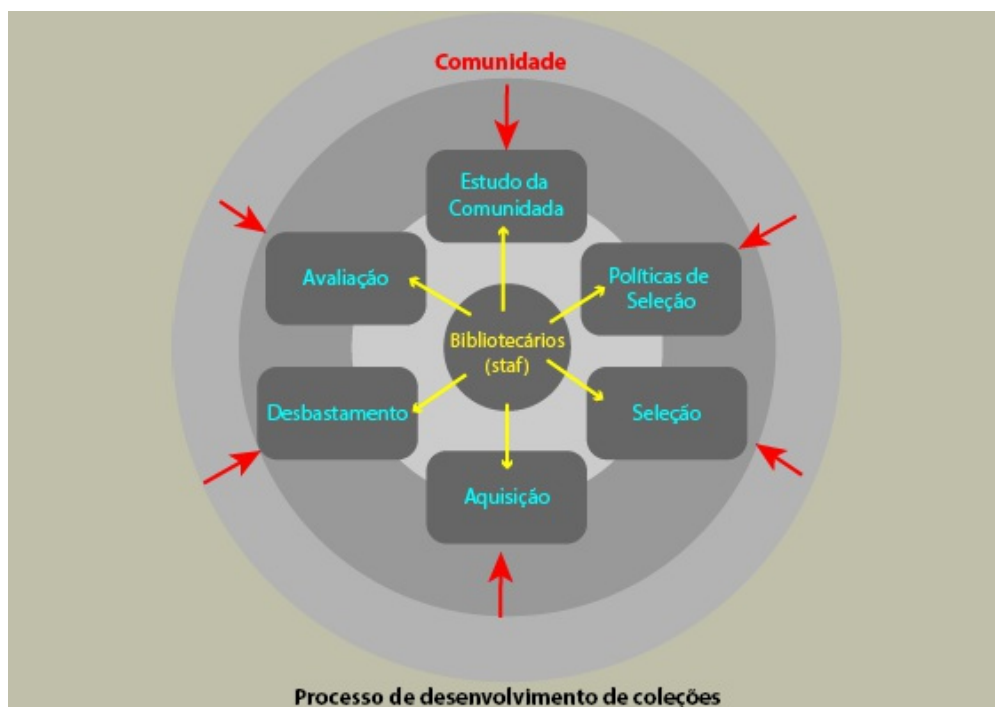 Comunidade
Estudo da
Comunidada
Políticas de
Seleção
Seleção
Aquisição
Desbastamento
Avaliação
Bibliotecários
(staf)
Processo de desenvolvimento de coleções